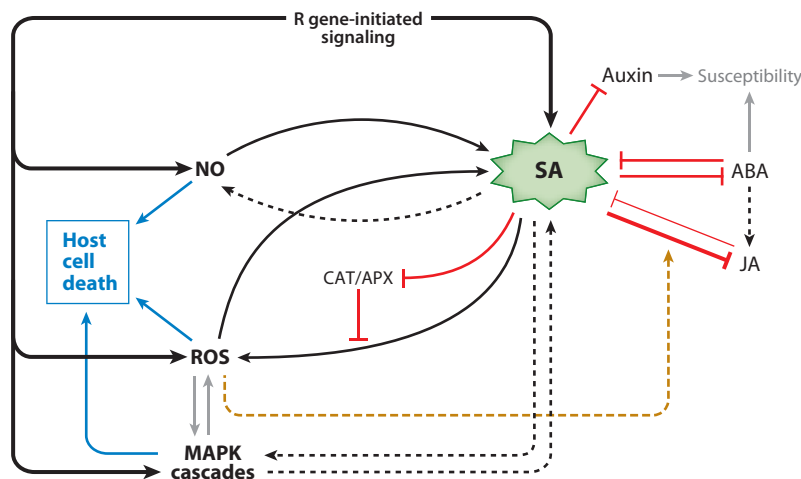 R gene-initiated
signaling
Auxin
Susceptibility
NO
SA
ABA
Host
cell
death
CAT/APX
JA
ROS
MAPK
cascades